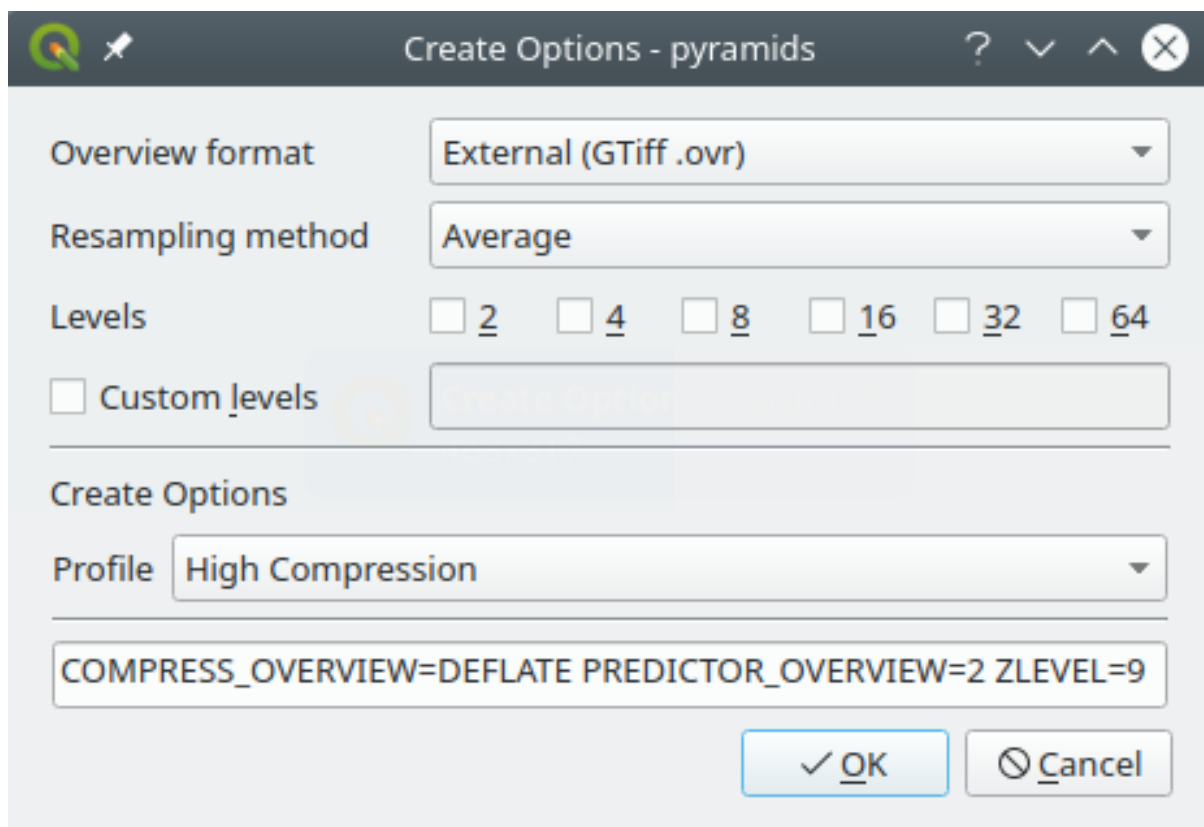 Create Options - pyramids
Overview format External (GTiff .ovr)
Resampling method Average
Levels 2 4 8 16 32 64
Custom levels
Create Options
Profile High Compression
COMPRESS_OVERVIEW=DEFLATE PREDICTOR_OVERVIEW=2 ZLEVEL=9
OK Cancel